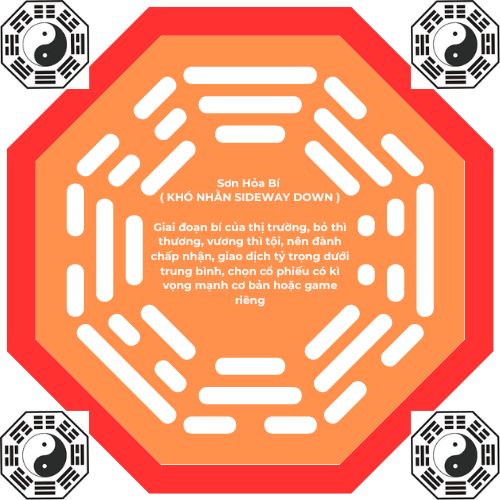 Sơn Hỏa Bí
( KHÓ NHẰN SIDEWAY DOWN )
Giai đoạn bí của thị trường, bỏ thì
thương, vương thì tội, nên đành
chấp nhận, giao dịch tỷ trọng dưới
trung bình, chọn cổ phiếu có kì
vọng mạnh cơ bản hoặc game
riêng